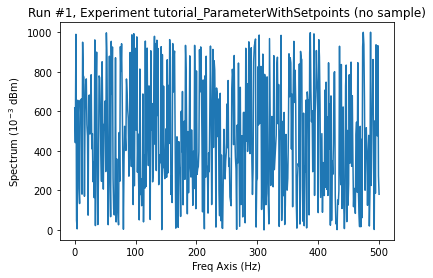 Run #1, Experiment tutorial_ParameterWithSetpoints (no sample)
1000
800
600
400
200
0
Spectrum (10⁻³ dBm)
0 100 200 300 400 500
Freq Axis (Hz)